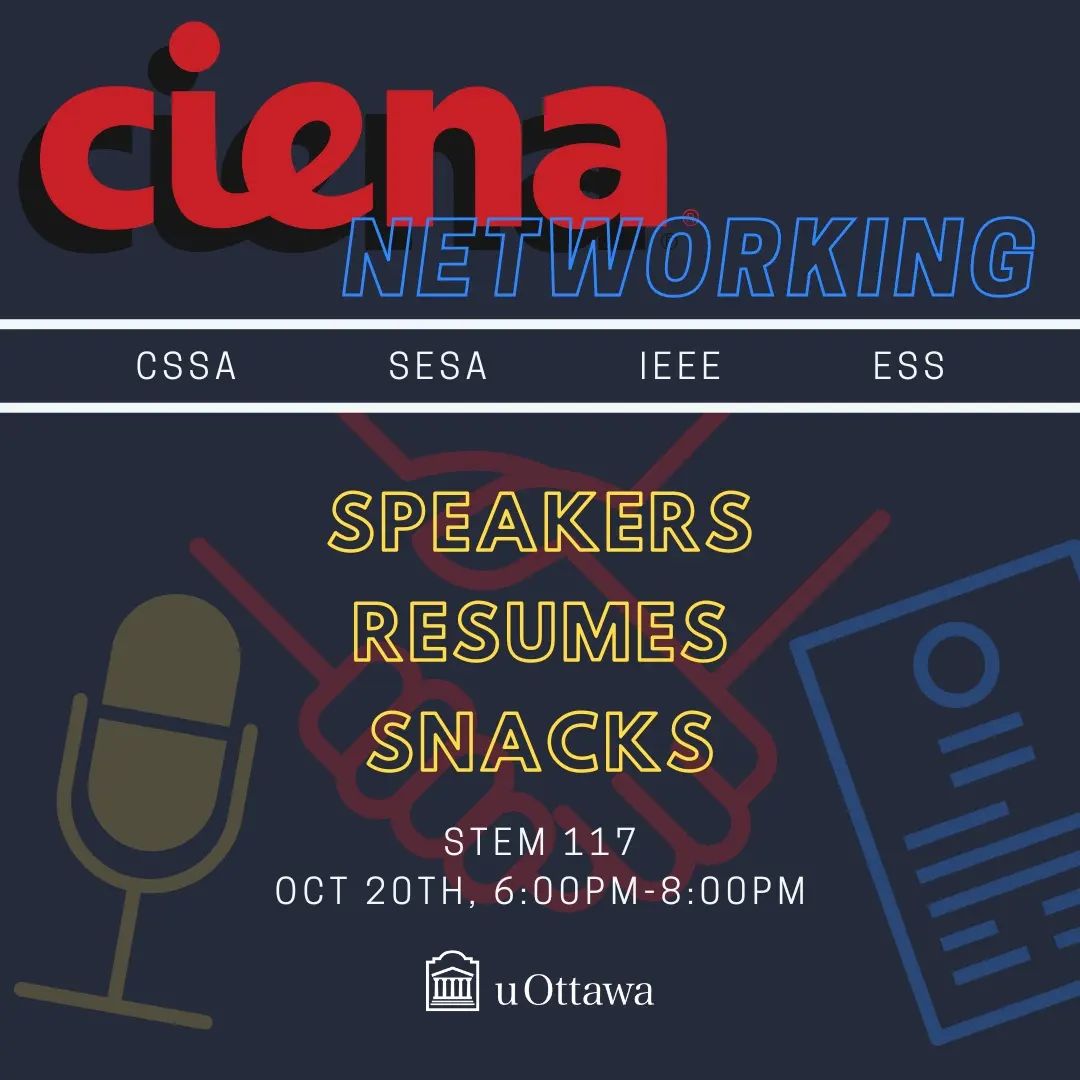 ciena®
NETWORKING
CSSA SESA IEEE ESS
SPEAKERS
RESUMES
SNACKS
STEM 117
OCT 20TH, 6:00PM-8:00PM
uOttawa